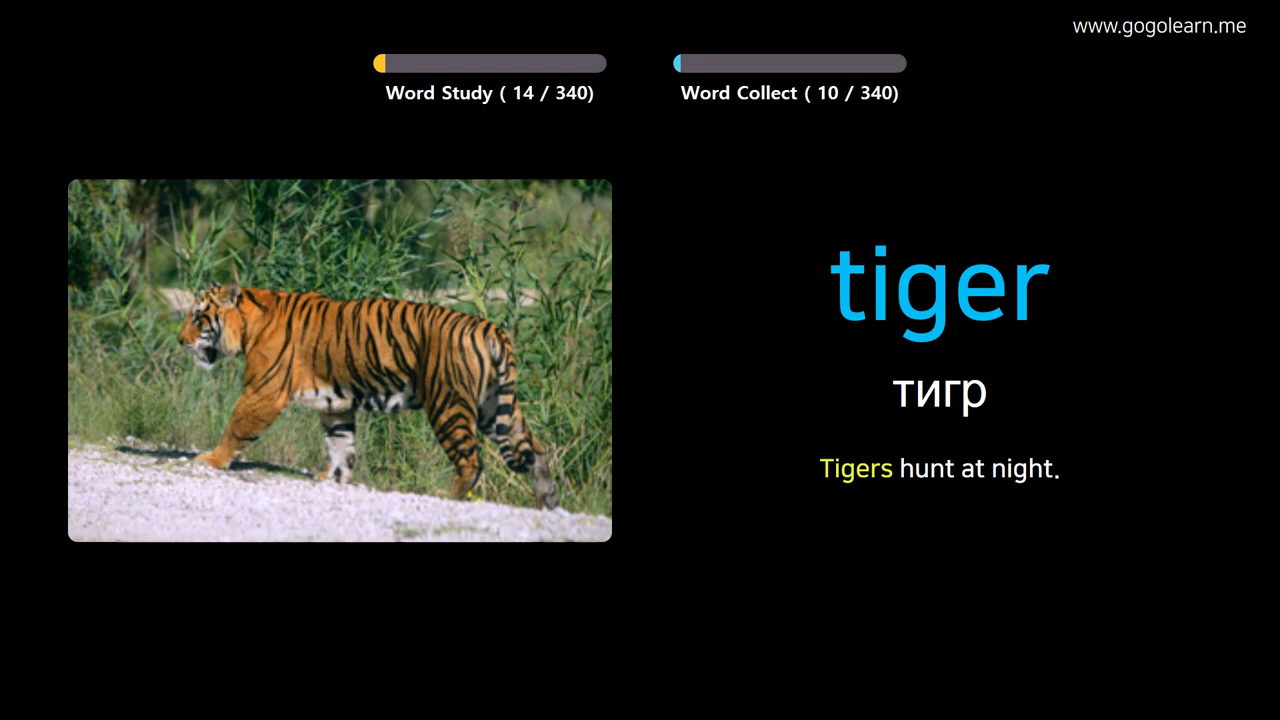 www.gogolearn.me
Word Study ( 14 / 340)
Word Collect ( 10 / 340)
tiger
тигр
Tigers hunt at night.